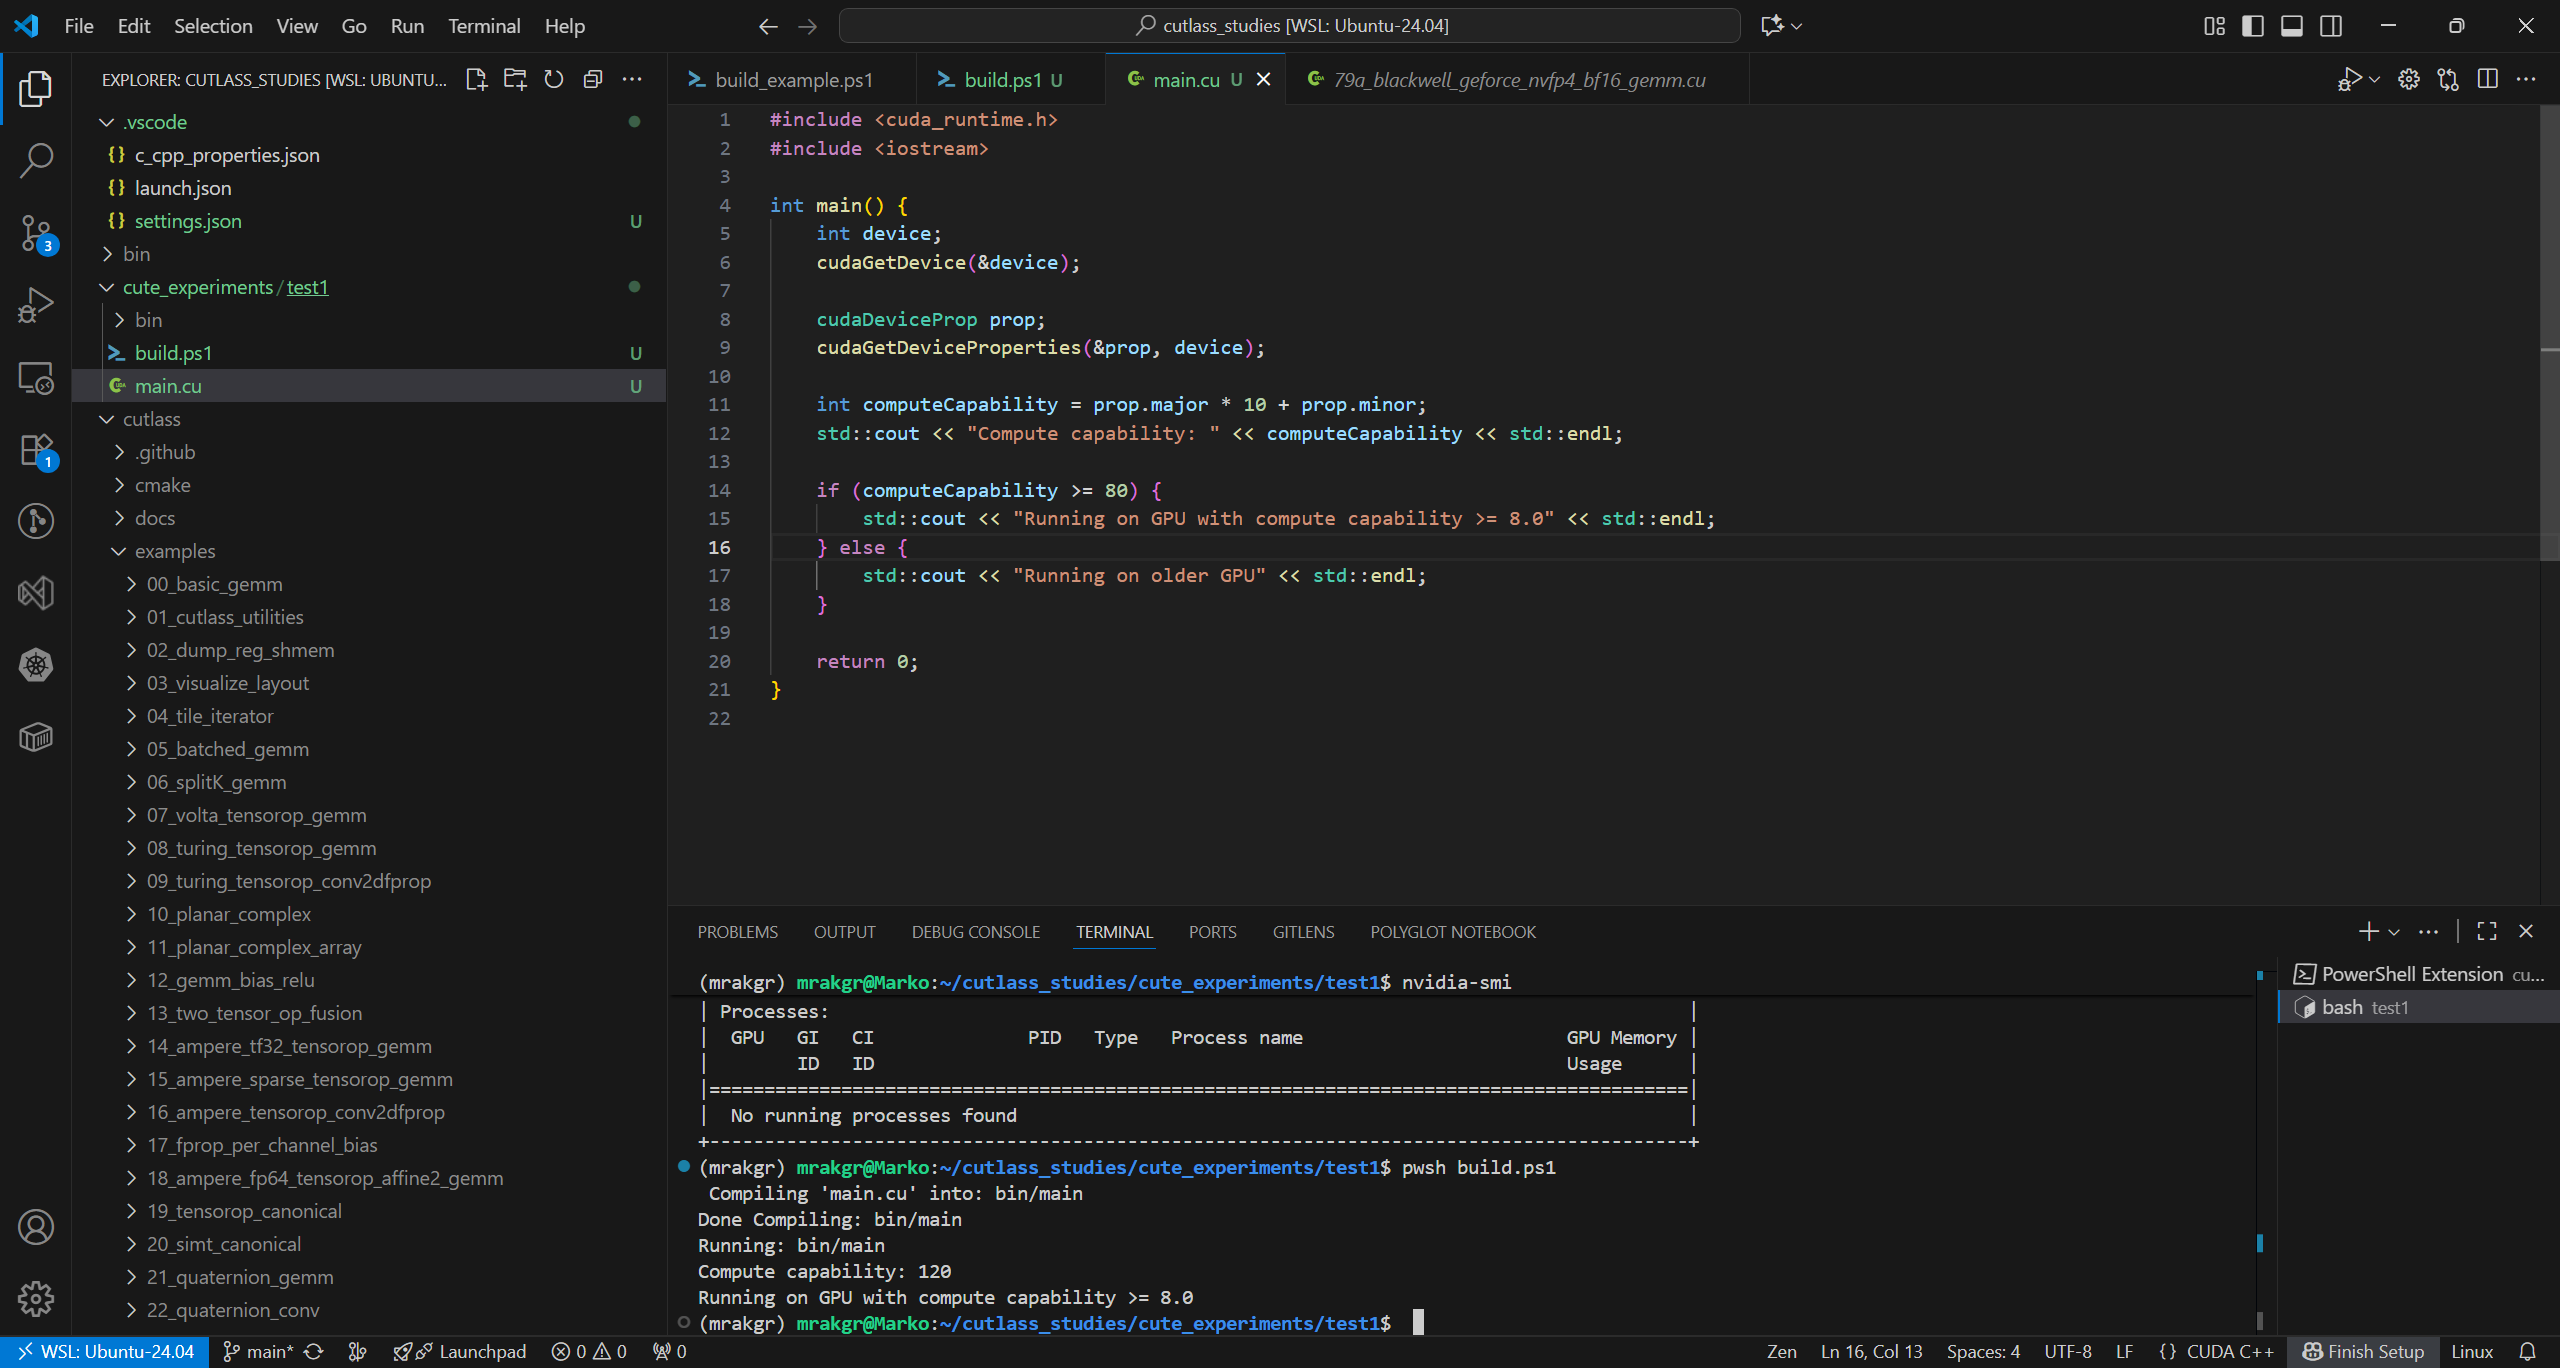 File Edit Selection View Go Run Terminal Help
cutlass_studies [WSL: Ubuntu-24.04]
EXPLORER: CUTLASS_STUDIES [WSL: UBUNTU...
.vscode
c_cpp_properties.json
launch.json
settings.json U
bin
cute_experiments/test1
bin
build.ps1 U
main.cu U
cutlass
.github
cmake
docs
examples
00_basic_gemm
01_cutlass_utilities
02_dump_reg_shmem
03_visualize_layout
04_tile_iterator
05_batched_gemm
06_splitK_gemm
07_volta_tensorop_gemm
08_turing_tensorop_gemm
09_turing_tensorop_conv2dfprop
10_planar_complex
11_planar_complex_array
12_gemm_bias_relu
13_two_tensor_op_fusion
14_ampere_tf32_tensorop_gemm
15_ampere_sparse_tensorop_gemm
16_ampere_tensorop_conv2dfprop
17_fprop_per_channel_bias
18_ampere_fp64_tensorop_affine2_gemm
19_tensorop_canonical
20_simt_canonical
21_quaternion_gemm
22_quaternion_conv
3
1
build_example.ps1 build.ps1 U main.cu U 79a_blackwell_geforce_nvfp4_bf16_gemm.cu
1 #include <cuda_runtime.h>
2 #include <iostream>
3
4 int main() {
5 int device;
6 cudaGetDevice(&device);
7
8 cudaDeviceProp prop;
9 cudaGetDeviceProperties(&prop, device);
10
11 int computeCapability = prop.major * 10 + prop.minor;
12 std::cout << "Compute capability: " << computeCapability << std::endl;
13
14 if (computeCapability >= 80) {
15 std::cout << "Running on GPU with compute capability >= 8.0" << std::endl;
16 } else {
17 std::cout << "Running on older GPU" << std::endl;
18 }
19
20 return 0;
21 }
22
PROBLEMS OUTPUT DEBUG CONSOLE TERMINAL PORTS GITLENS POLYGLOT NOTEBOOK
(mrakgr) mrakgr@Marko:~/cutlass_studies/cute_experiments/test1$ nvidia-smi
| Processes: |
| GPU GI CI PID Type Process name GPU Memory |
| ID ID Usage |
|=========================================================================================|
| No running processes found |
+-----------------------------------------------------------------------------------------+
(mrakgr) mrakgr@Marko:~/cutlass_studies/cute_experiments/test1$ pwsh build.ps1
Compiling 'main.cu' into: bin/main
Done Compiling: bin/main
Running: bin/main
Compute capability: 120
Running on GPU with compute capability >= 8.0
(mrakgr) mrakgr@Marko:~/cutlass_studies/cute_experiments/test1$
PowerShell Extension cu...
bash test1
WSL: Ubuntu-24.04 main* Launchpad 0 0 0 Zen Ln 16, Col 13 Spaces: 4 UTF-8 LF {} CUDA C++ Finish Setup Linux